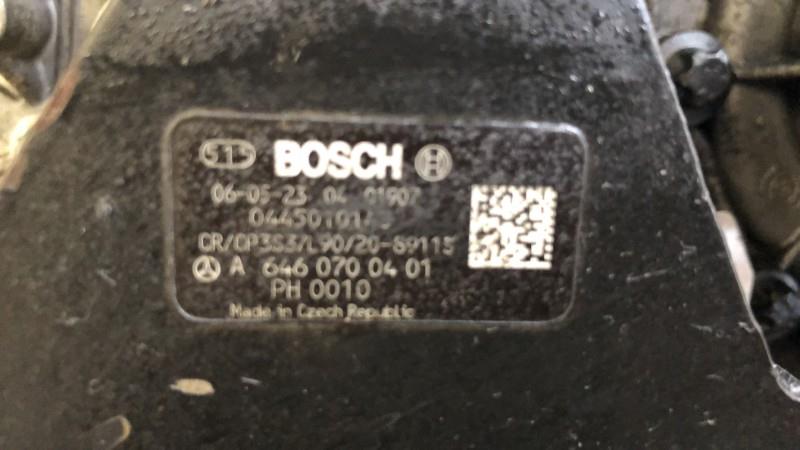 515 BOSCH
06-05-23 04 01907
CR/CP3S3/L90/20-89115
A 646 070 04 01
PH 0010
Made in Czech Republic